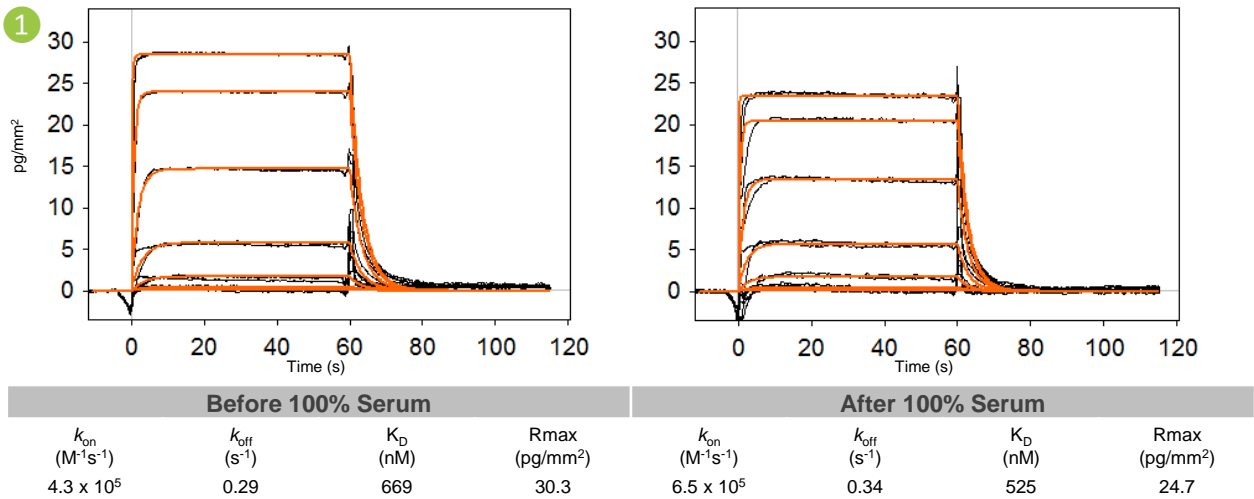 1
30
25
20
15
10
5
0
pg/mm²
0 20 40 60 80 100 120
Time (s)
30
25
20
15
10
5
0
0 20 40 60 80 100 120
Time (s)
Before 100% Serum
After 100% Serum
kon koff KD Rmax
(M⁻¹s⁻¹) (s⁻¹) (nM) (pg/mm²)
4.3 x 10⁵ 0.29 669 30.3
kon koff KD Rmax
(M⁻¹s⁻¹) (s⁻¹) (nM) (pg/mm²)
6.5 x 10⁵ 0.34 525 24.7